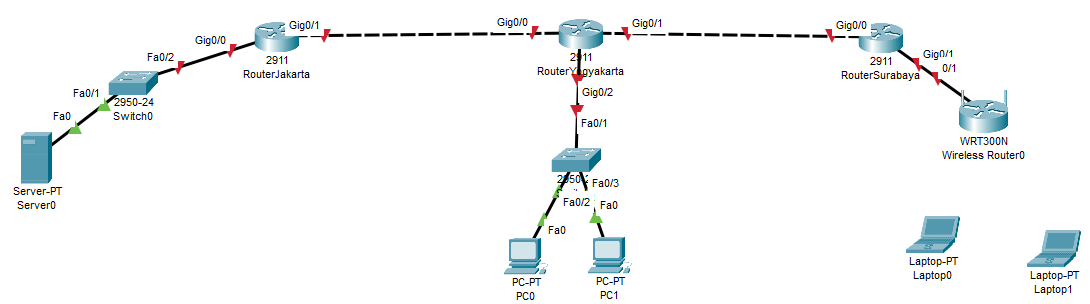 Gig0/1
Gig0/0
Gig0/1
Gig0/0
Gig0/0
2911
RouterJakarta
2911
2911
RouterSurabaya
Gig0/1
0/1
Fa0/2
Gig0/2
Fa0/1
Fa0/1
2950-24
Switch0
Fa0
WRT300N
Wireless Router0
Fa0/3
Fa0/2
Fa0
Fa0
Server-PT
Server0
PC-PT
PC0
PC-PT
PC1
Laptop-PT
Laptop0
Laptop-PT
Laptop1